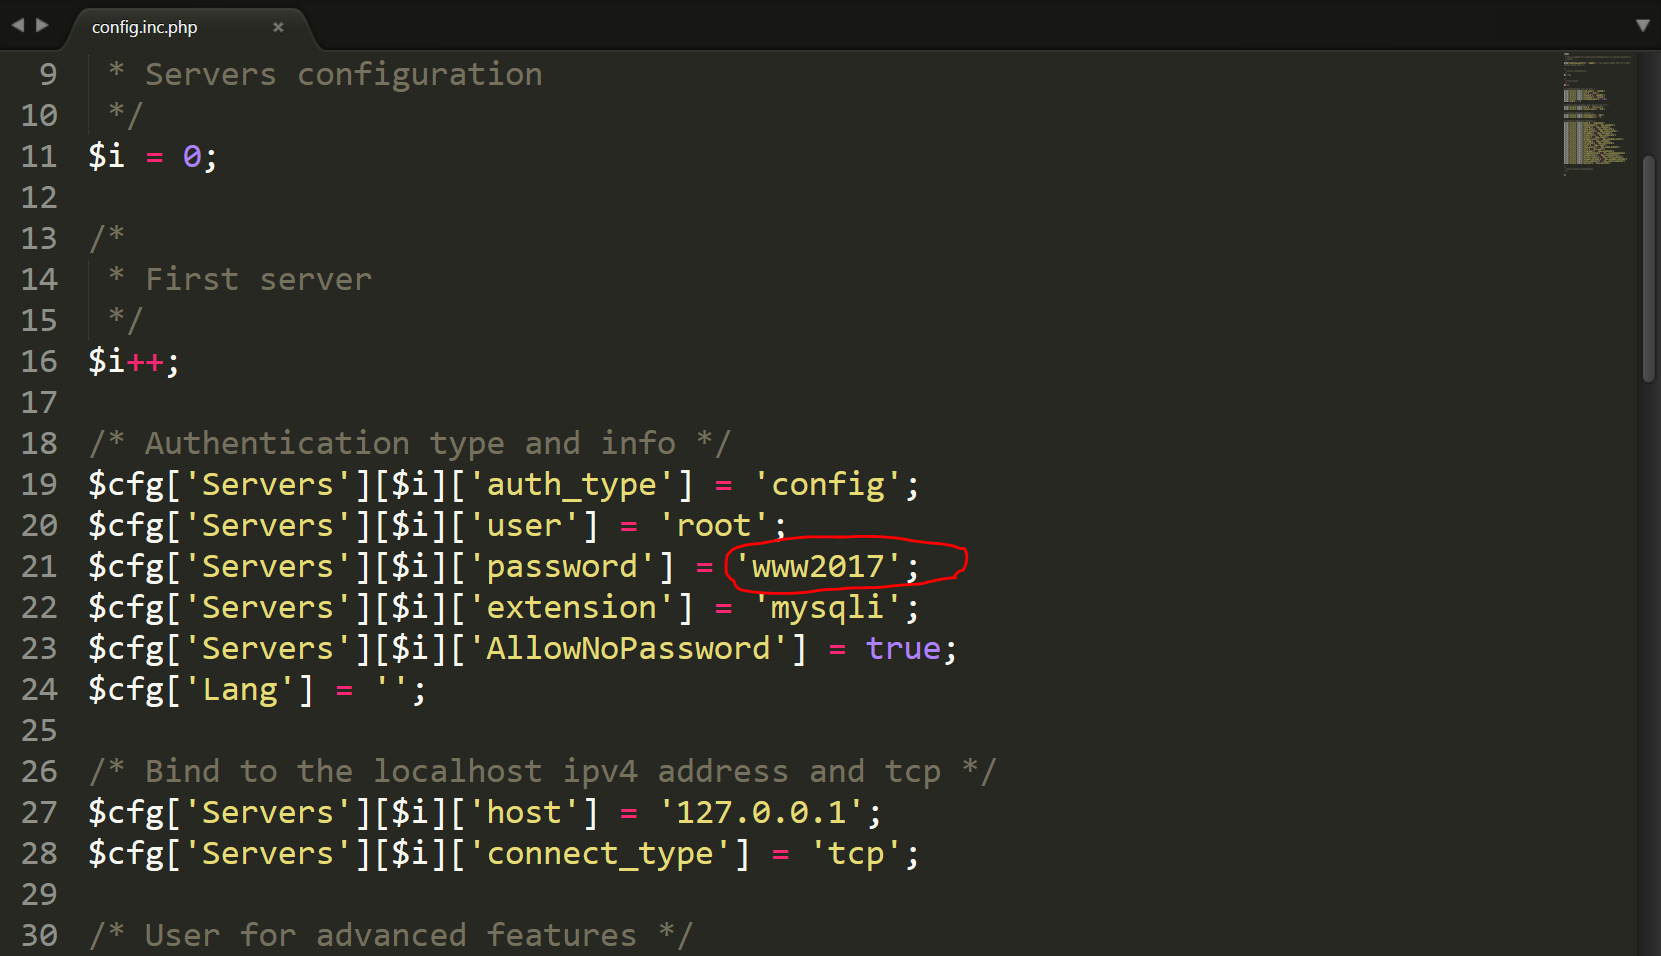 config.inc.php
9 * Servers configuration
10 */
11 $i = 0;
12
13 /*
14 * First server
15 */
16 $i++;
17
18 /* Authentication type and info */
19 $cfg['Servers'][$i]['auth_type'] = 'config';
20 $cfg['Servers'][$i]['user'] = 'root';
21 $cfg['Servers'][$i]['password'] = 'www2017';
22 $cfg['Servers'][$i]['extension'] = 'mysqli';
23 $cfg['Servers'][$i]['AllowNoPassword'] = true;
24 $cfg['Lang'] = '';
25
26 /* Bind to the localhost ipv4 address and tcp */
27 $cfg['Servers'][$i]['host'] = '127.0.0.1';
28 $cfg['Servers'][$i]['connect_type'] = 'tcp';
29
30 /* User for advanced features */